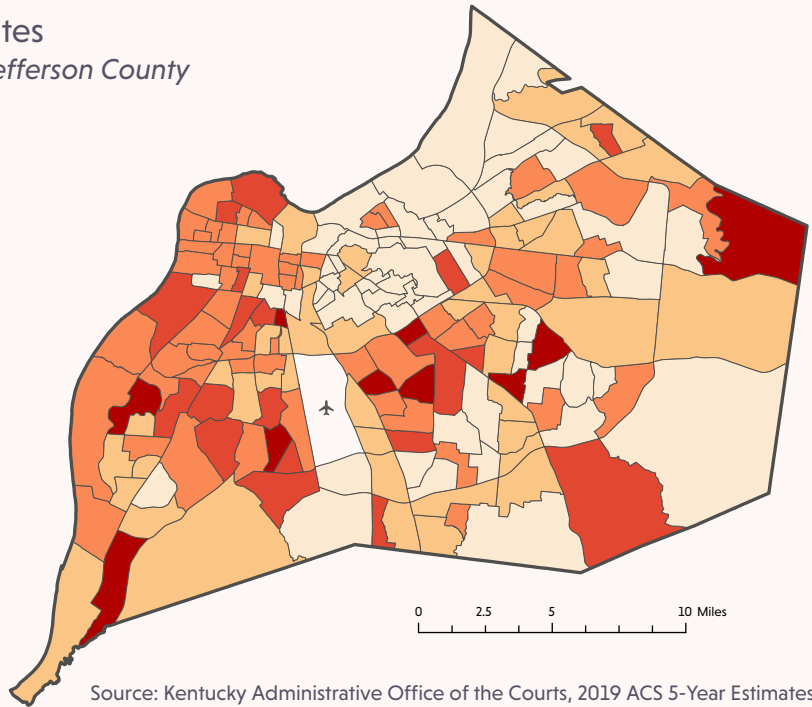 tes
efferson County
0 2.5 5 10 Miles
Source: Kentucky Administrative Office of the Courts, 2019 ACS 5-Year Estimates